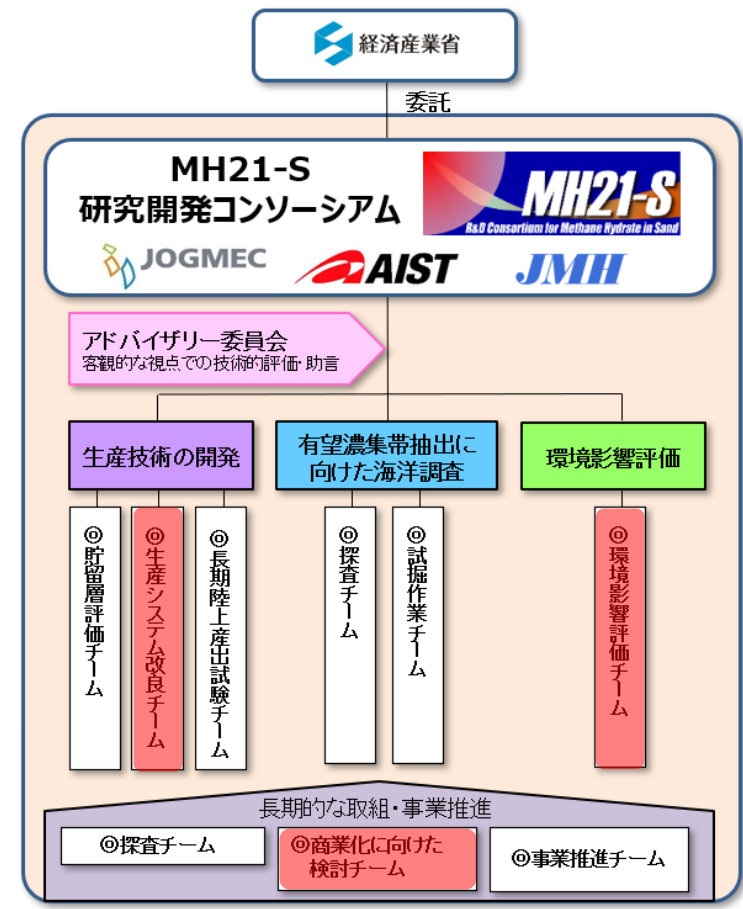 経済産業省
委託
MH21-S
研究開発コンソーシアム
MH21-S
R&D Consortium for Methane Hydrate in Sand
JOGMEC
AIST
JMH
アドバイザリー委員会
客観的な視点での技術的評価・助言
生産技術の開発
有望濃集帯抽出に
向けた海洋調査
環境影響評価
◎貯留層評価チーム
◎生産システム改良チーム
◎長期陸上産出試験チーム
◎探査チーム
◎試掘作業チーム
◎環境影響評価チーム
長期的な取組・事業推進
◎探査チーム
◎商業化に向けた
検討チーム
◎事業推進チーム